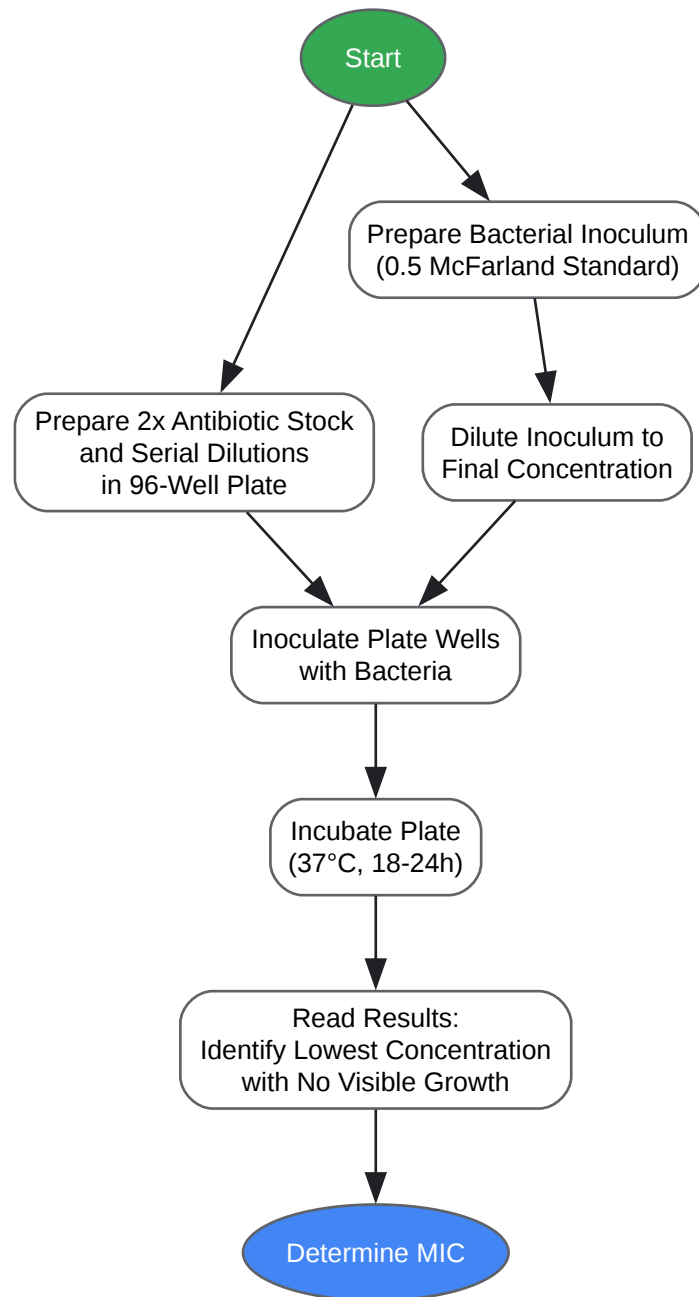 Start
Prepare Bacterial Inoculum
(0.5 McFarland Standard)
Prepare 2x Antibiotic Stock
and Serial Dilutions
in 96-Well Plate
Dilute Inoculum to
Final Concentration
Inoculate Plate Wells
with Bacteria
Incubate Plate
(37°C, 18-24h)
Read Results:
Identify Lowest Concentration
with No Visible Growth
Determine MIC